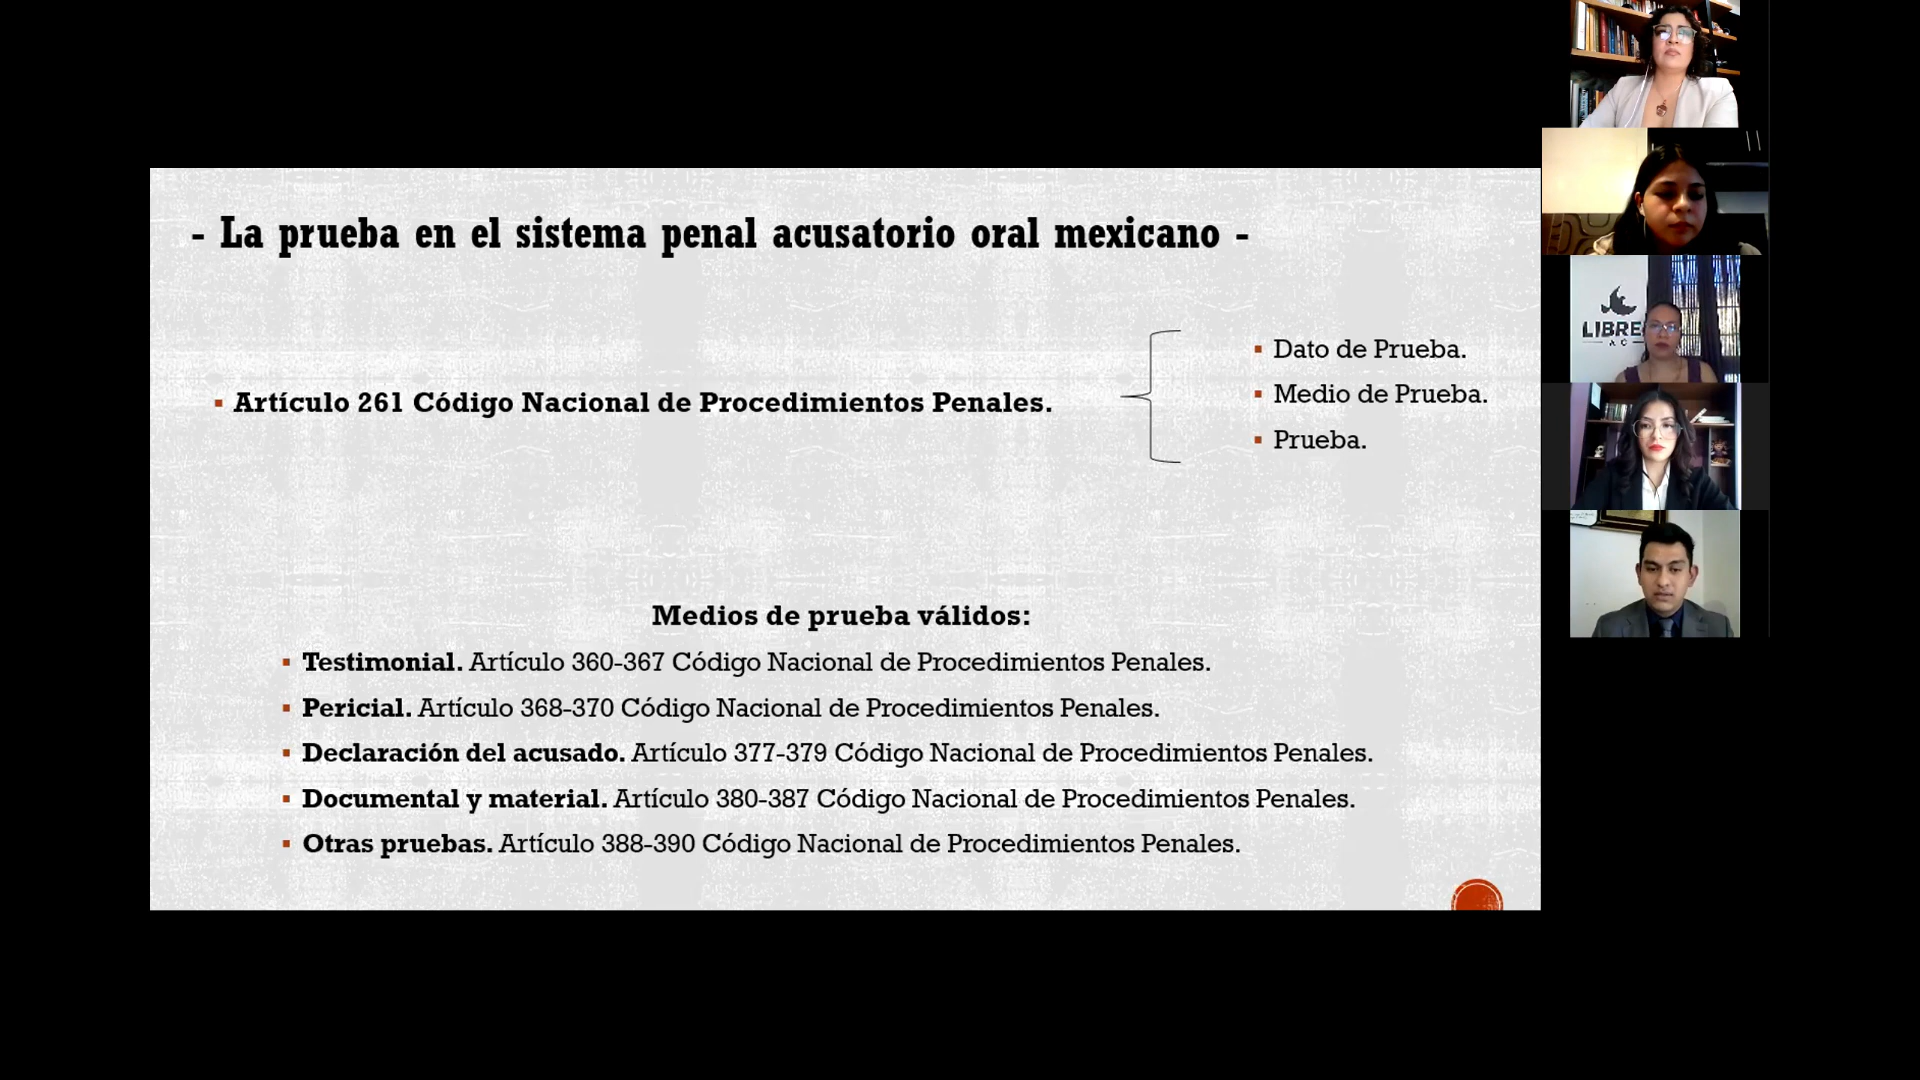 - La prueba en el sistema penal acusatorio oral mexicano -
▪ Artículo 261 Código Nacional de Procedimientos Penales.
▪ Dato de Prueba.
▪ Medio de Prueba.
▪ Prueba.
Medios de prueba válidos:
▪ Testimonial. Artículo 360-367 Código Nacional de Procedimientos Penales.
▪ Pericial. Artículo 368-370 Código Nacional de Procedimientos Penales.
▪ Declaración del acusado. Artículo 377-379 Código Nacional de Procedimientos Penales.
▪ Documental y material. Artículo 380-387 Código Nacional de Procedimientos Penales.
▪ Otras pruebas. Artículo 388-390 Código Nacional de Procedimientos Penales.
LIBRE